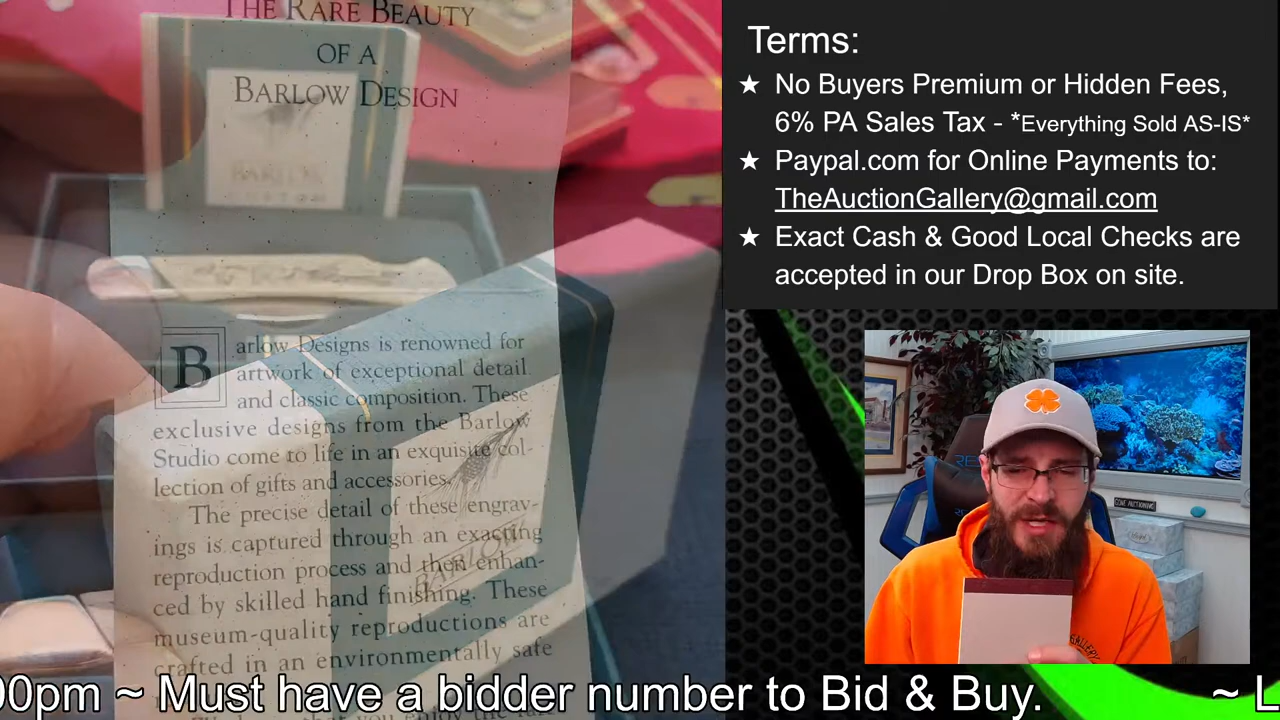 THE RARE BEAUTY
OF A
BARLOW DESIGN
BARLOW
Barlow Designs is renowned for
artwork of exceptional detail
and classic composition. These
exclusive designs from the Barlow
Studio come to life in an exquisite col-
lection of gifts and accessories.
The precise detail of these engrav-
ings is captured through an exacting
reproduction process and then enhan-
ced by skilled hand finishing. These
museum-quality reproductions are
crafted in an environmentally safe
BARLOW
Terms:
★ No Buyers Premium or Hidden Fees,
6% PA Sales Tax - *Everything Sold AS-IS*
★ Paypal.com for Online Payments to:
TheAuctionGallery@gmail.com
★ Exact Cash & Good Local Checks are
accepted in our Drop Box on site.
GONE AUCTIONING
00pm ~ Must have a bidder number to Bid & Buy. ~ L